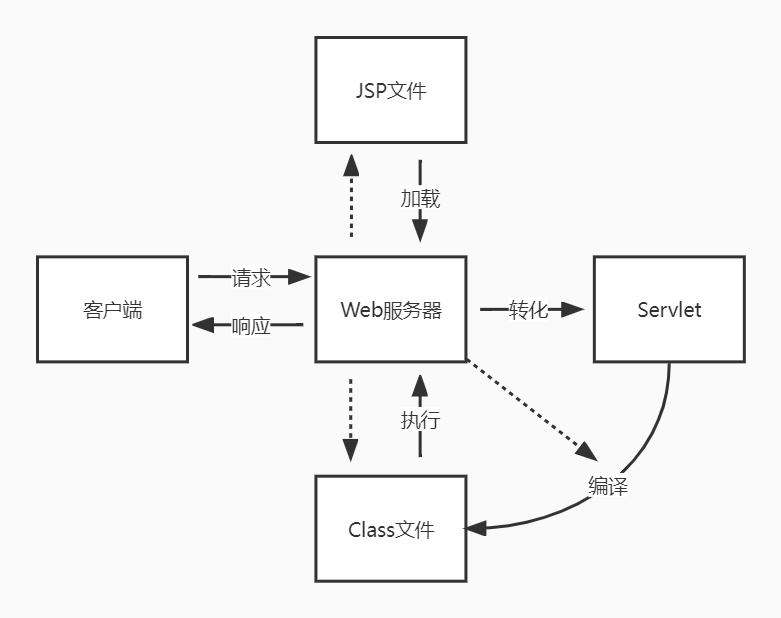 JSP文件
加载
请求
客户端
Web服务器
转化
Servlet
响应
执行
编译
Class文件